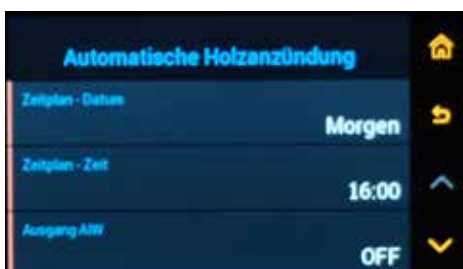 Automatische Holzanzündung
Zeitplan - Datum
Morgen
Zeitplan - Zeit
16:00
Ausgang AIW
OFF